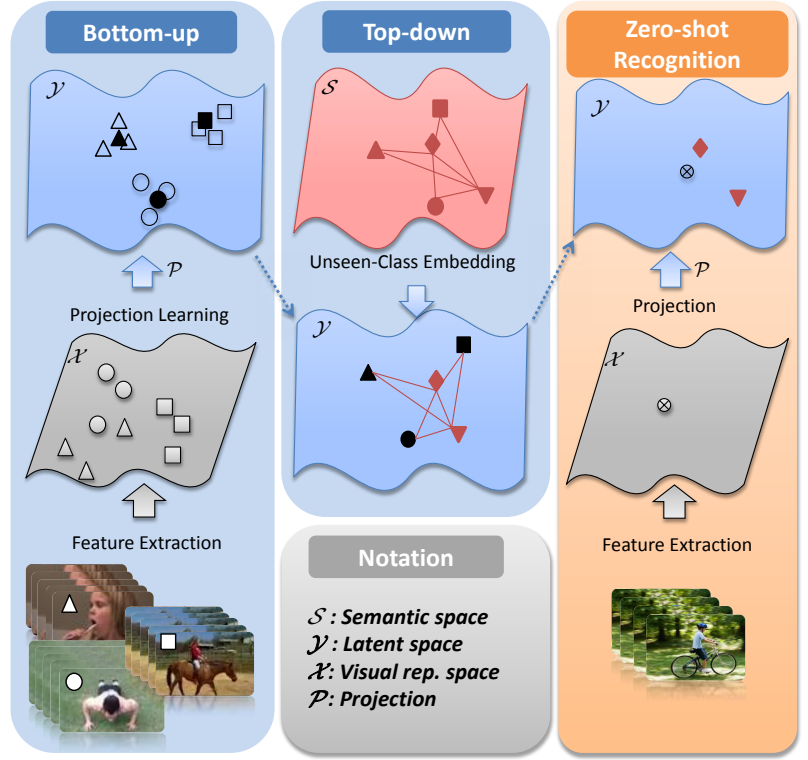 Bottom-up
𝒴
𝒫
Projection Learning
𝒳
Feature Extraction
Top-down
𝒮
Unseen-Class Embedding
𝒴
Notation
𝒮 : Semantic space
𝒴 : Latent space
𝒳: Visual rep. space
𝒫: Projection
Zero-shot
Recognition
𝒴
𝒫
Projection
𝒳
Feature Extraction